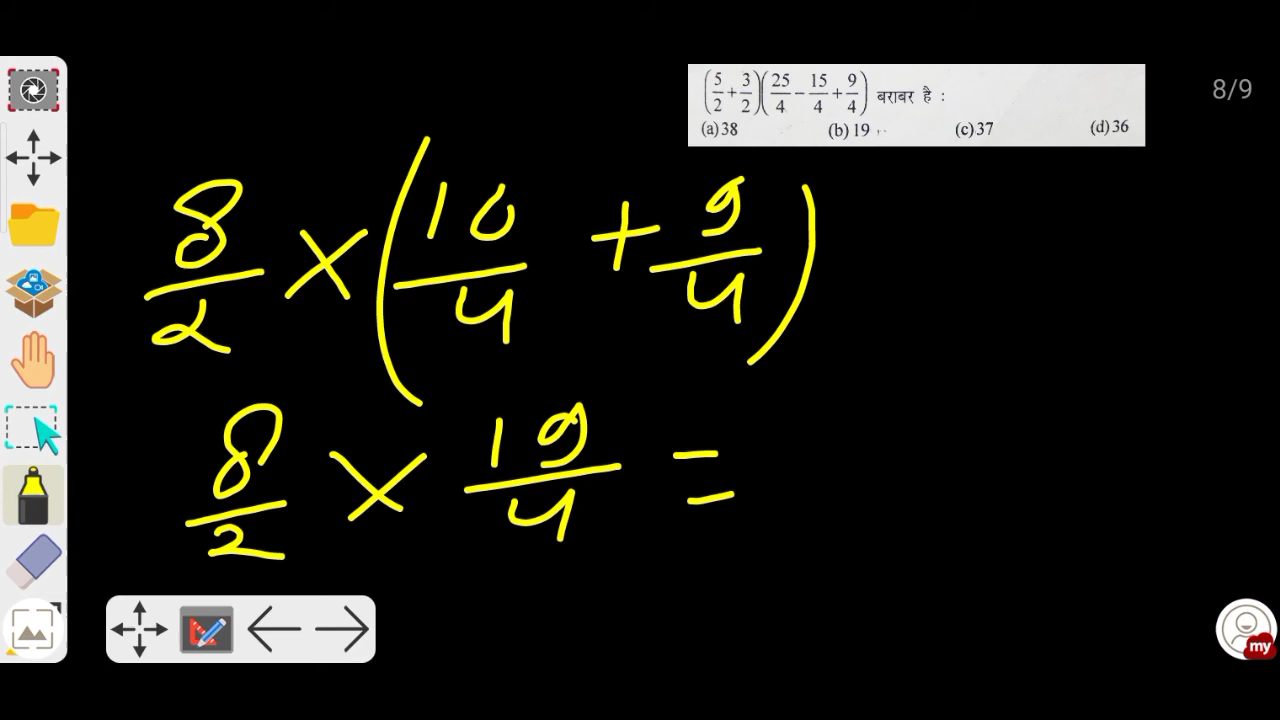 (5/2 + 3/2)(25/4 − 15/4 + 9/4) बराबर है :
(a) 38 (b) 19 (c) 37 (d) 36
8/9
8/2 × (10/4 + 9/4)
8/2 × 19/4 =
my